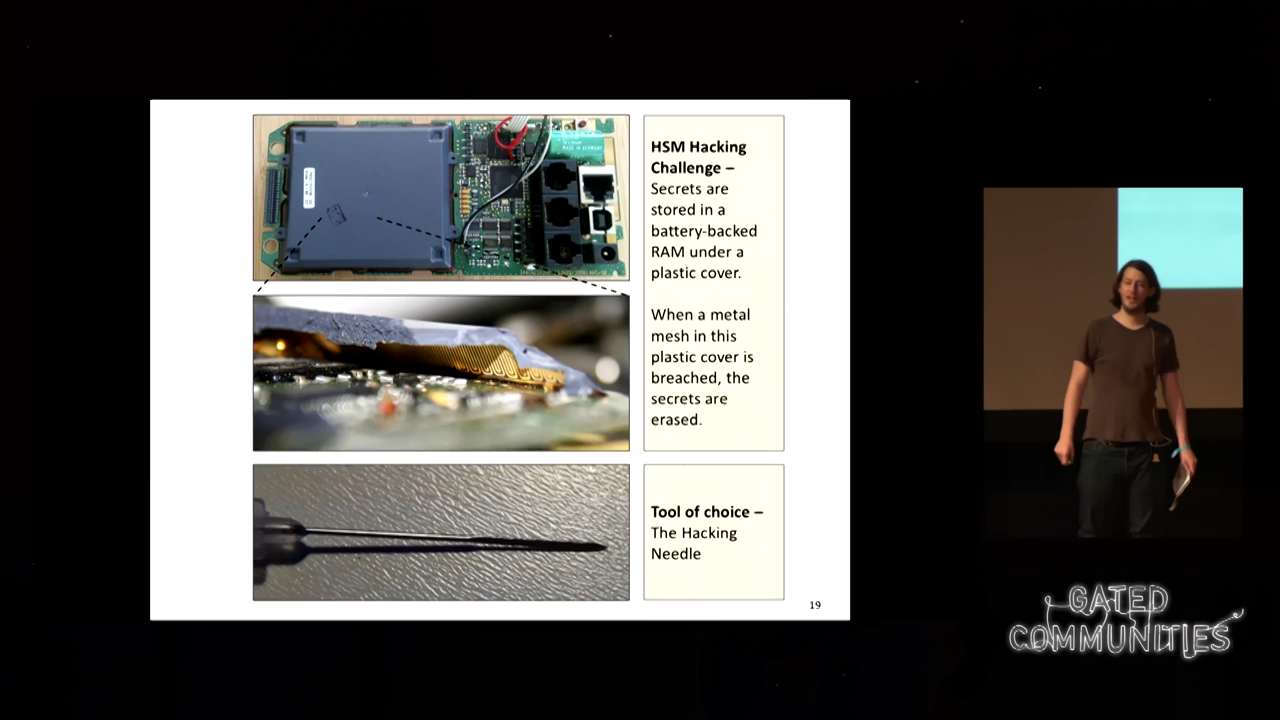 HSM Hacking
Challenge –
Secrets are
stored in a
battery-backed
RAM under a
plastic cover.
When a metal
mesh in this
plastic cover is
breached, the
secrets are
erased.
Tool of choice –
The Hacking
Needle
19
GATED
COMMUNITIES